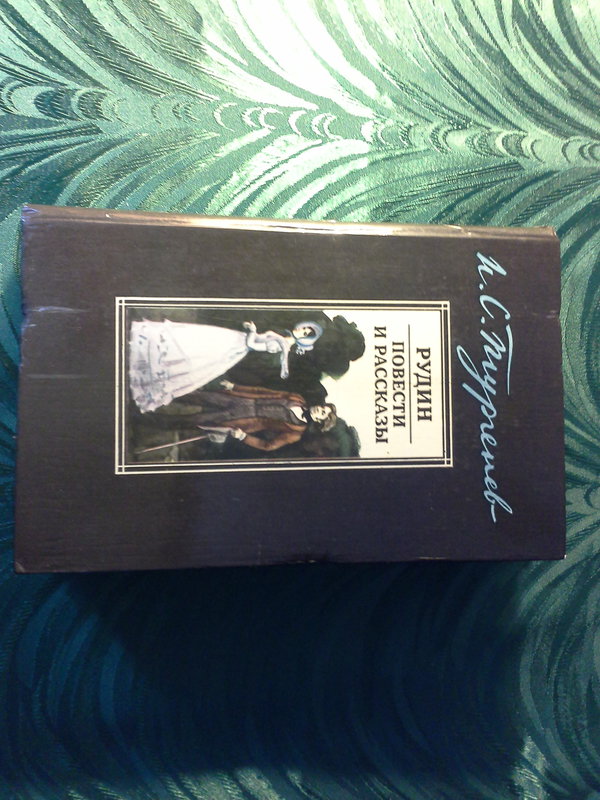 И. С. Тургенев
РУДИН
ПОВЕСТИ
И РАССКАЗЫ